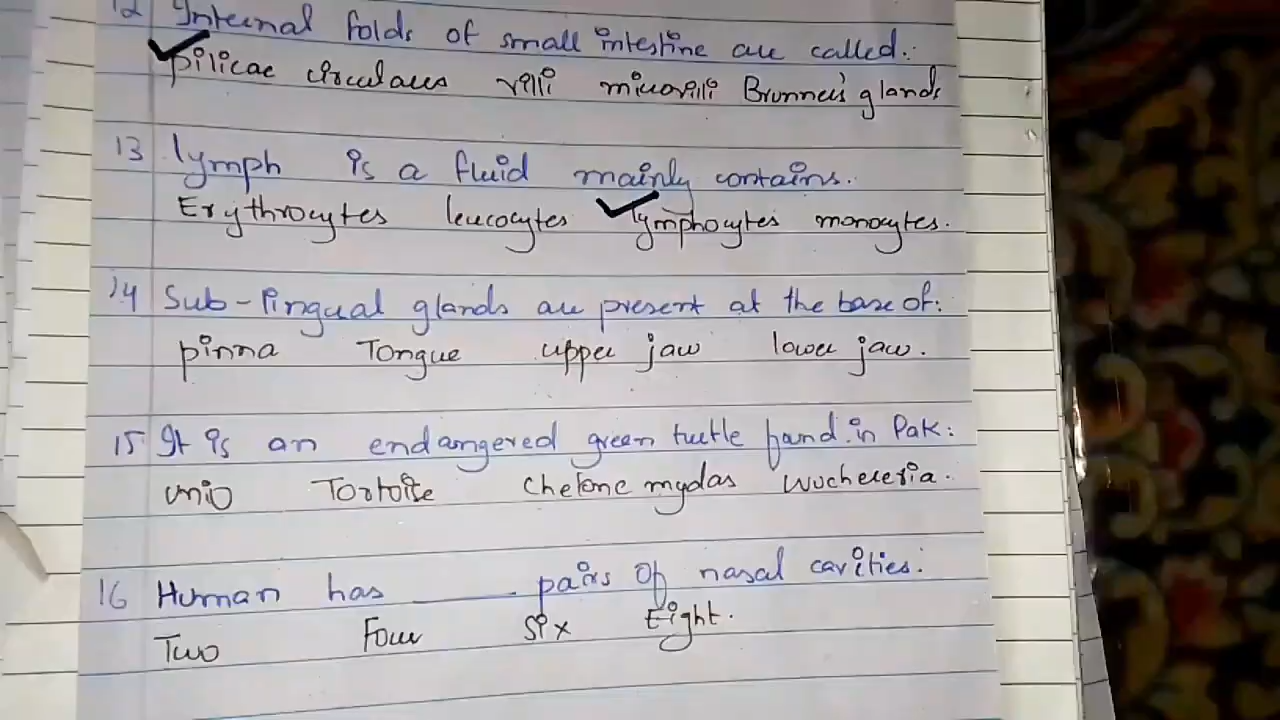 12 Internal folds of small intestine are called:
Pilicae circulares villi microvilli Brunner's glands
13 lymph is a fluid mainly contains.
Erythrocytes leucocytes lymphocytes monocytes.
14 Sub-lingual glands are present at the base of:
pinna Tongue upper jaw lower jaw.
15 It is an endangered green turtle found in Pak:
unio Tortoise Chelone mydas Wuchereria.
16 Human has ______ pairs of nasal cavities:
Two Four Six Eight.